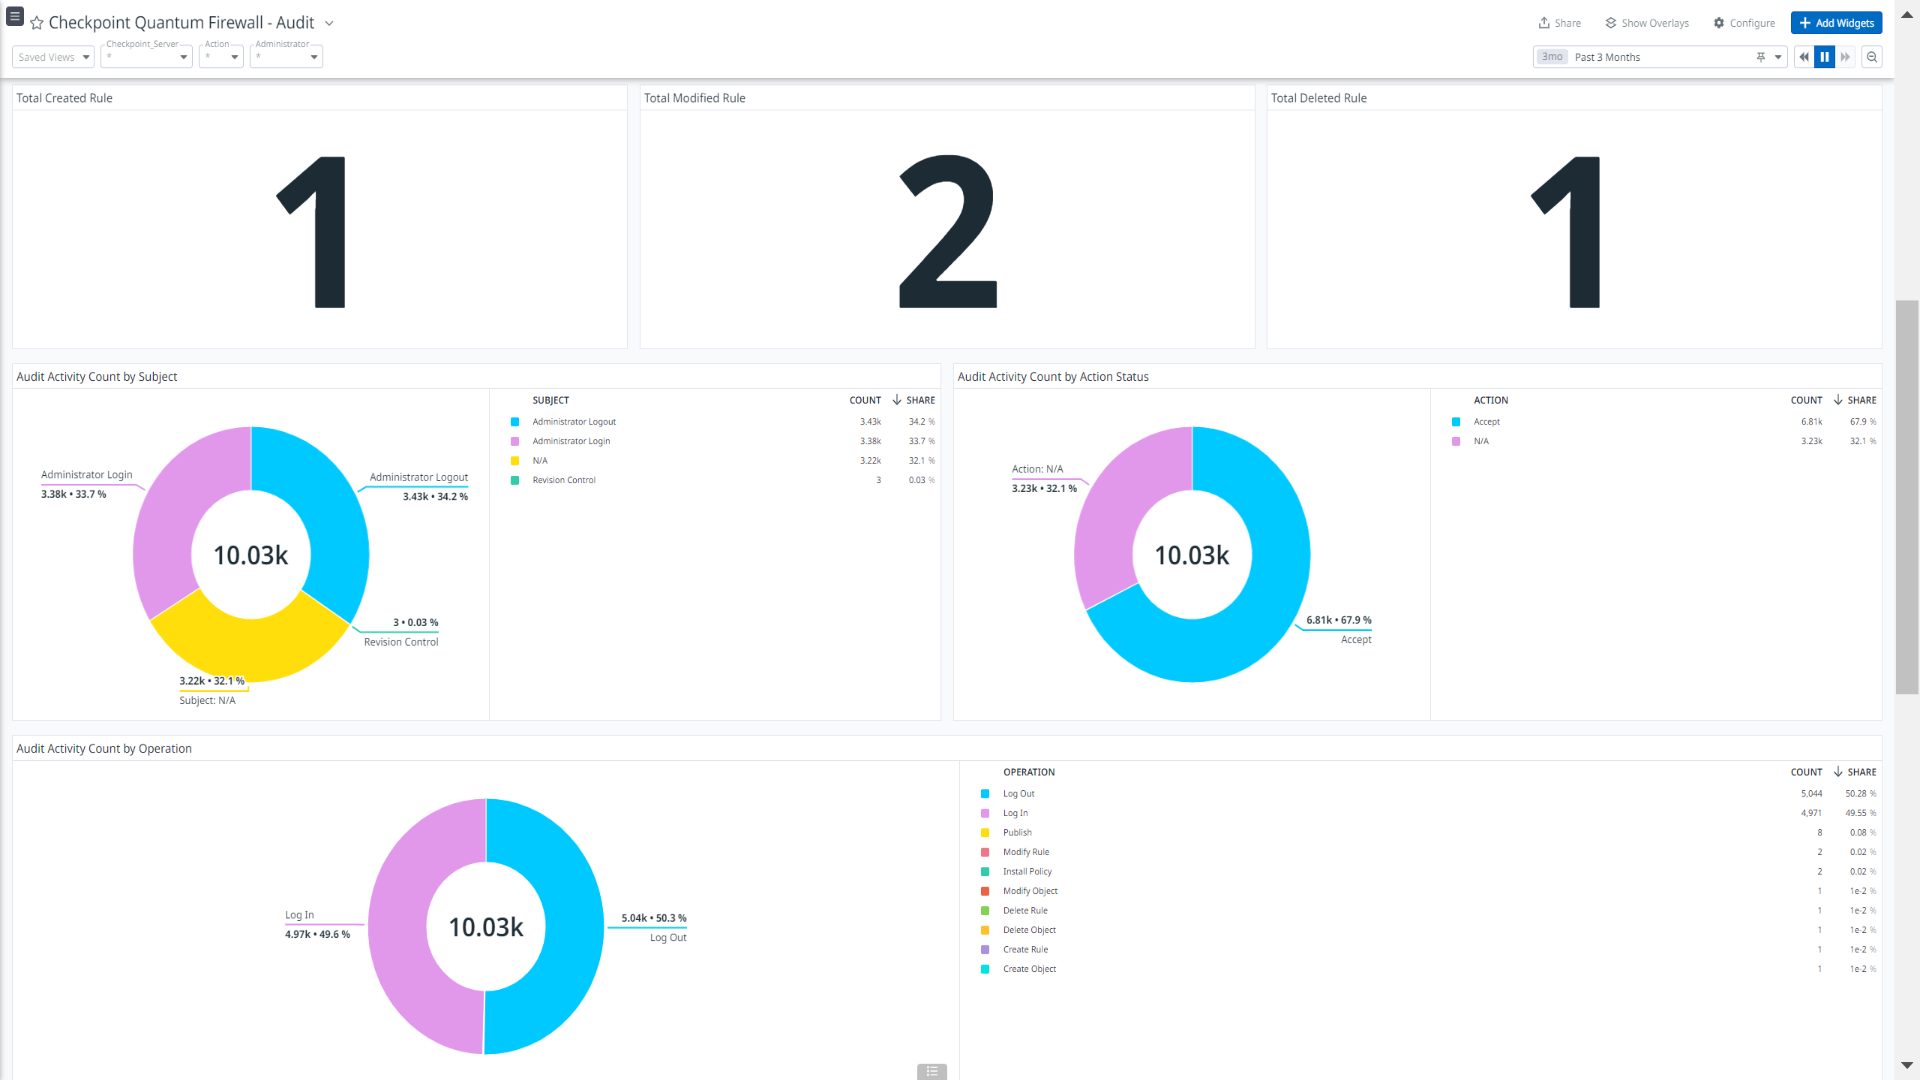 Checkpoint Quantum Firewall - Audit
Share
Show Overlays
Configure
+ Add Widgets
Saved Views
Checkpoint_Server
*
Action
*
Administrator
*
3mo Past 3 Months
Total Created Rule
Total Modified Rule
Total Deleted Rule
1
2
1
Audit Activity Count by Subject
Administrator Login
3.38k • 33.7 %
Administrator Logout
3.43k • 34.2 %
10.03k
3 • 0.03 %
Revision Control
3.22k • 32.1 %
Subject: N/A
SUBJECT COUNT ↓ SHARE
Administrator Logout 3.43k 34.2 %
Administrator Login 3.38k 33.7 %
N/A 3.22k 32.1 %
Revision Control 3 0.03 %
Audit Activity Count by Action Status
Action: N/A
3.23k • 32.1 %
10.03k
6.81k • 67.9 %
Accept
ACTION COUNT ↓ SHARE
Accept 6.81k 67.9 %
N/A 3.23k 32.1 %
Audit Activity Count by Operation
Log In
4.97k • 49.6 %
10.03k
5.04k • 50.3 %
Log Out
OPERATION COUNT ↓ SHARE
Log Out 5,044 50.28 %
Log In 4,971 49.55 %
Publish 8 0.08 %
Modify Rule 2 0.02 %
Install Policy 2 0.02 %
Modify Object 1 1e-2 %
Delete Rule 1 1e-2 %
Delete Object 1 1e-2 %
Create Rule 1 1e-2 %
Create Object 1 1e-2 %